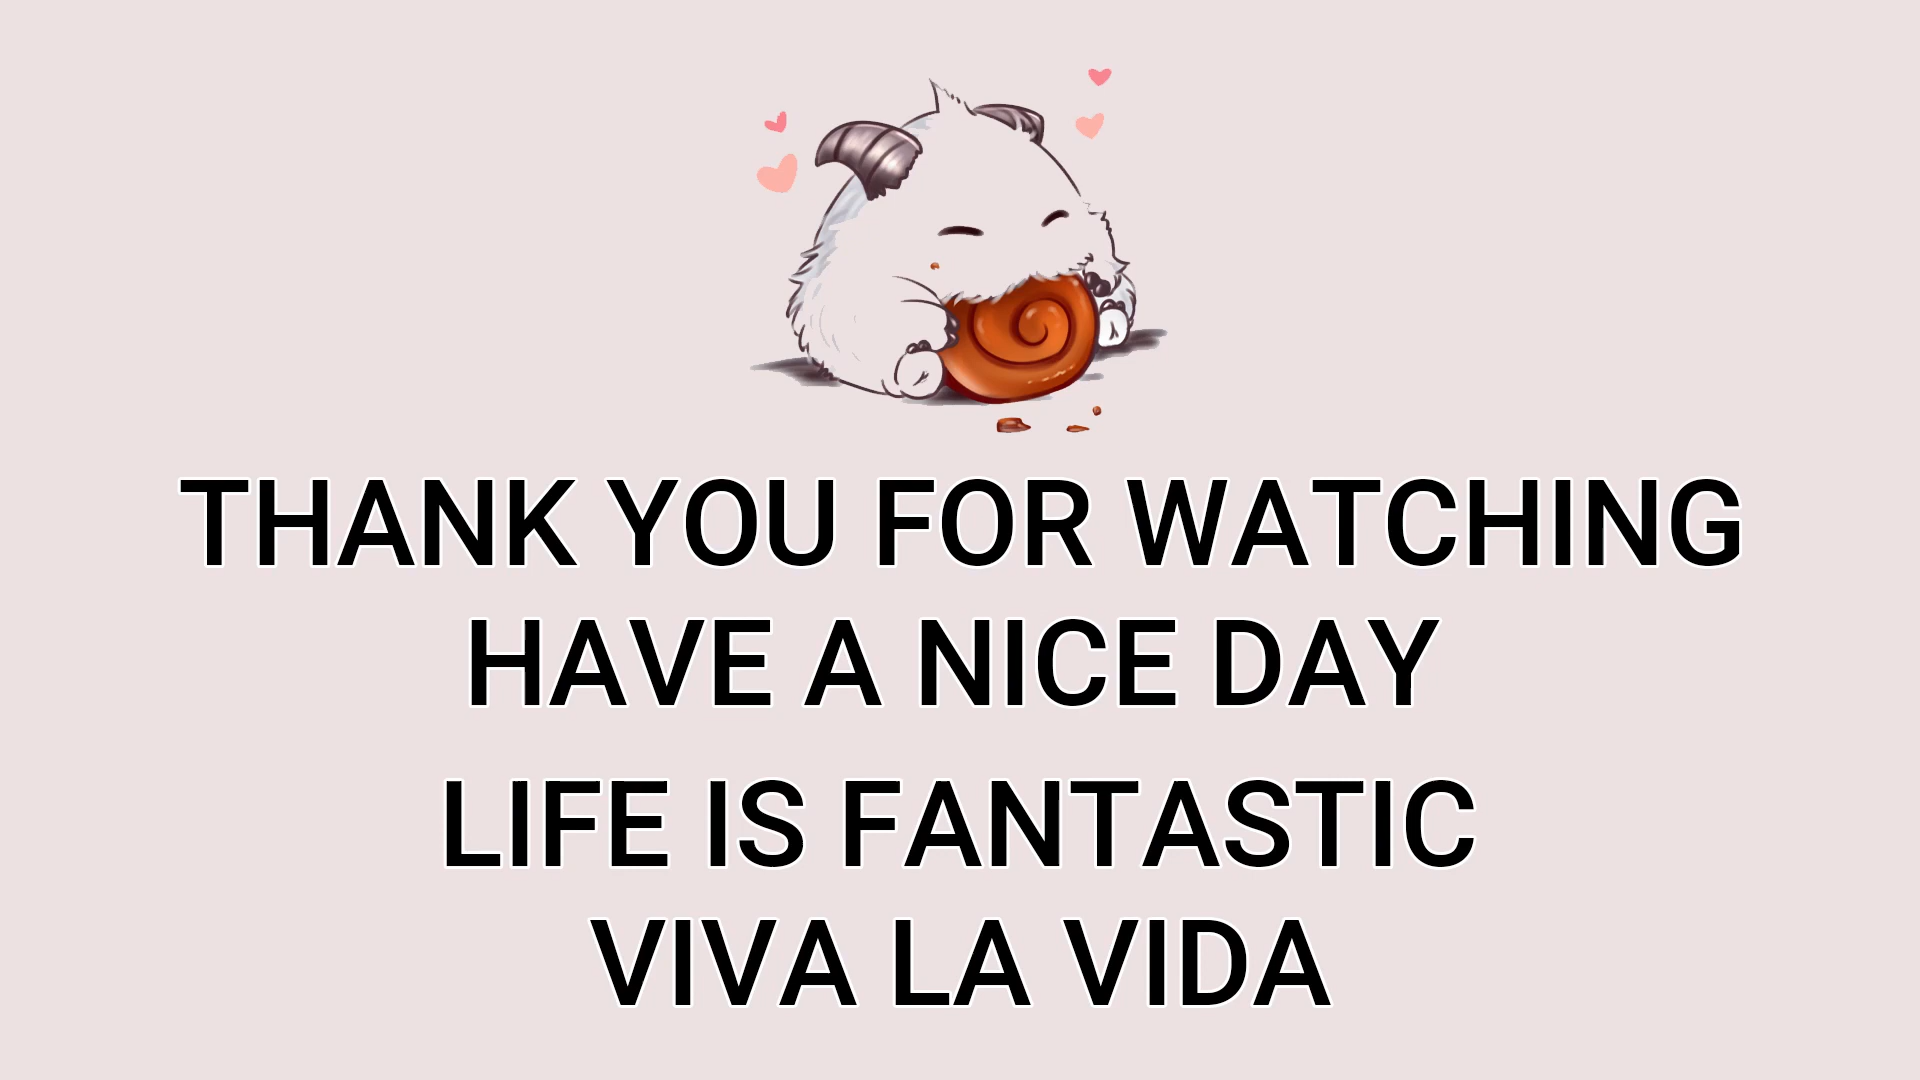 THANK YOU FOR WATCHING
HAVE A NICE DAY
LIFE IS FANTASTIC
VIVA LA VIDA